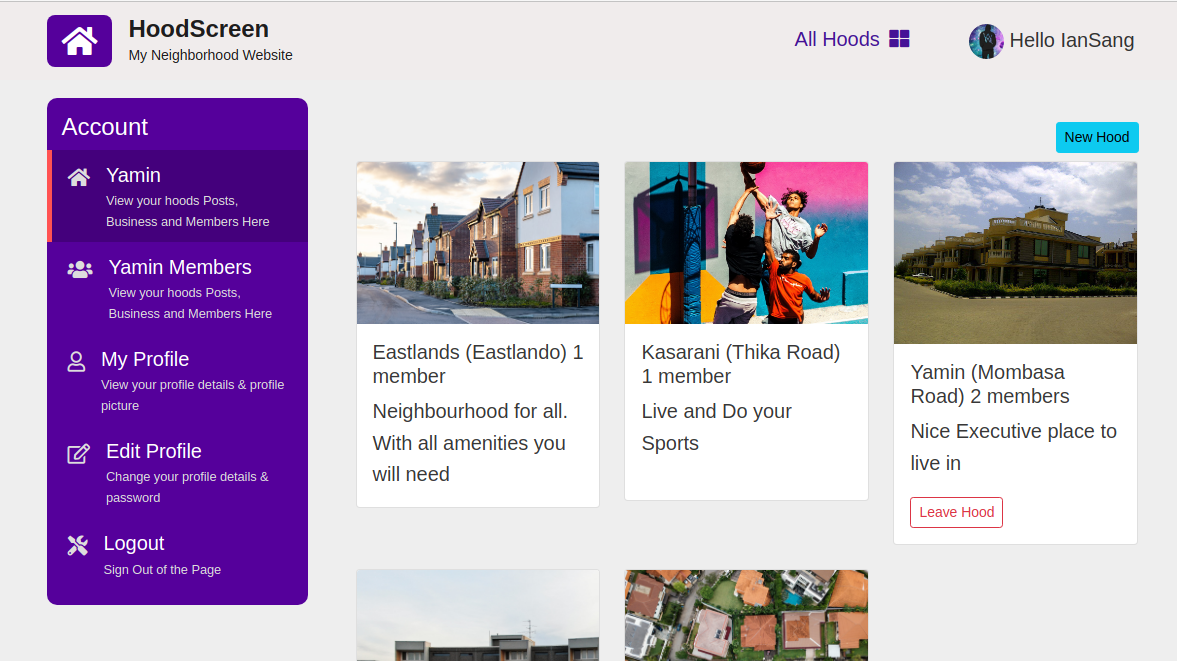 HoodScreen
My Neighborhood Website
All Hoods
Hello IanSang
Account
Yamin
View your hoods Posts,
Business and Members Here
Yamin Members
View your hoods Posts,
Business and Members Here
My Profile
View your profile details & profile
picture
Edit Profile
Change your profile details &
password
Logout
Sign Out of the Page
New Hood
Eastlands (Eastlando) 1
member
Neighbourhood for all.
With all amenities you
will need
Kasarani (Thika Road)
1 member
Live and Do your
Sports
Yamin (Mombasa
Road) 2 members
Nice Executive place to
live in
Leave Hood